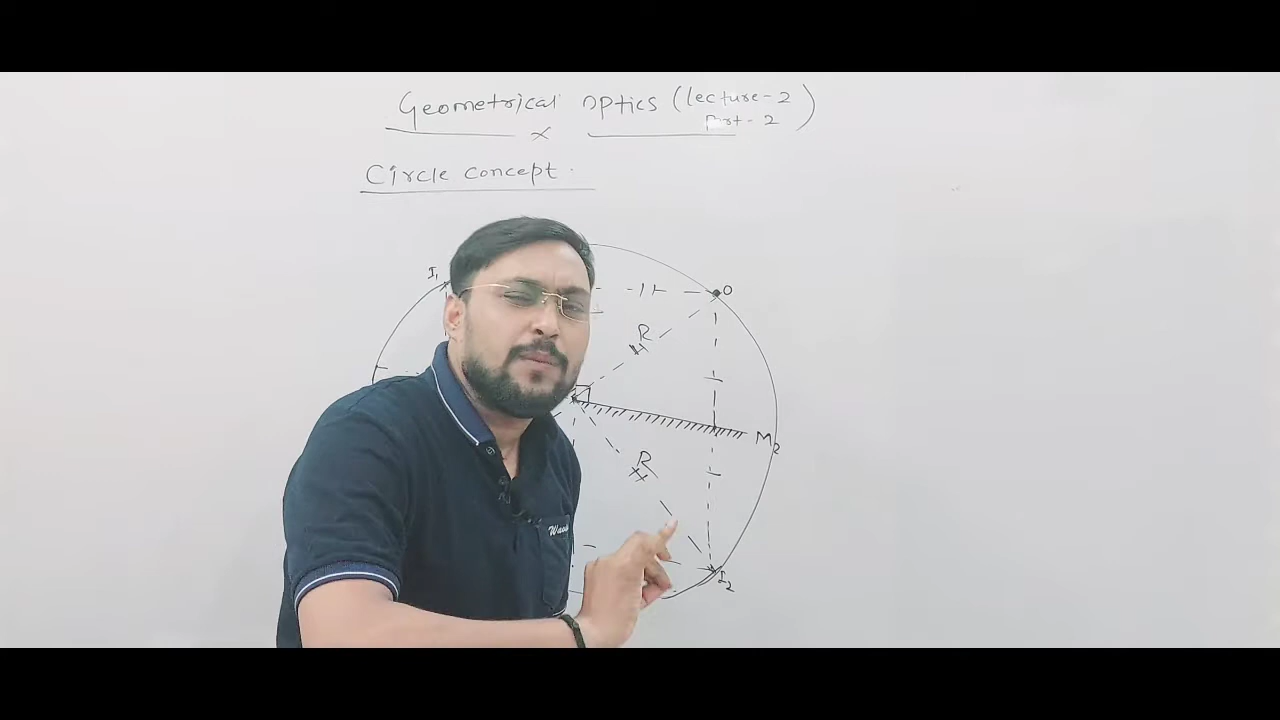 Geometrical optics (lecture-2
part-2 )
Circle concept.
I₁
O
R
M₂
R
I₂